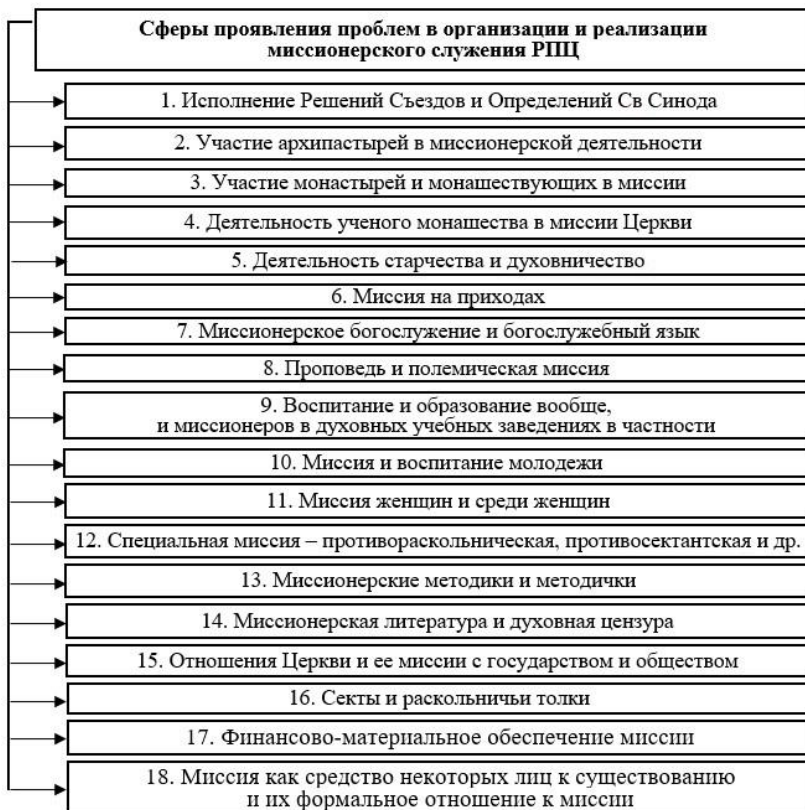 Сферы проявления проблем в организации и реализации
миссионерского служения РПЦ
1. Исполнение Решений Съездов и Определений Св Синода
2. Участие архипастырей в миссионерской деятельности
3. Участие монастырей и монашествующих в миссии
4. Деятельность ученого монашества в миссии Церкви
5. Деятельность старчества и духовничество
6. Миссия на приходах
7. Миссионерское богослужение и богослужебный язык
8. Проповедь и полемическая миссия
9. Воспитание и образование вообще,
и миссионеров в духовных учебных заведениях в частности
10. Миссия и воспитание молодежи
11. Миссия женщин и среди женщин
12. Специальная миссия – противораскольническая, противосектантская и др.
13. Миссионерские методики и методички
14. Миссионерская литература и духовная цензура
15. Отношения Церкви и ее миссии с государством и обществом
16. Секты и раскольничьи толки
17. Финансово-материальное обеспечение миссии
18. Миссия как средство некоторых лиц к существованию
и их формальное отношение к миссии